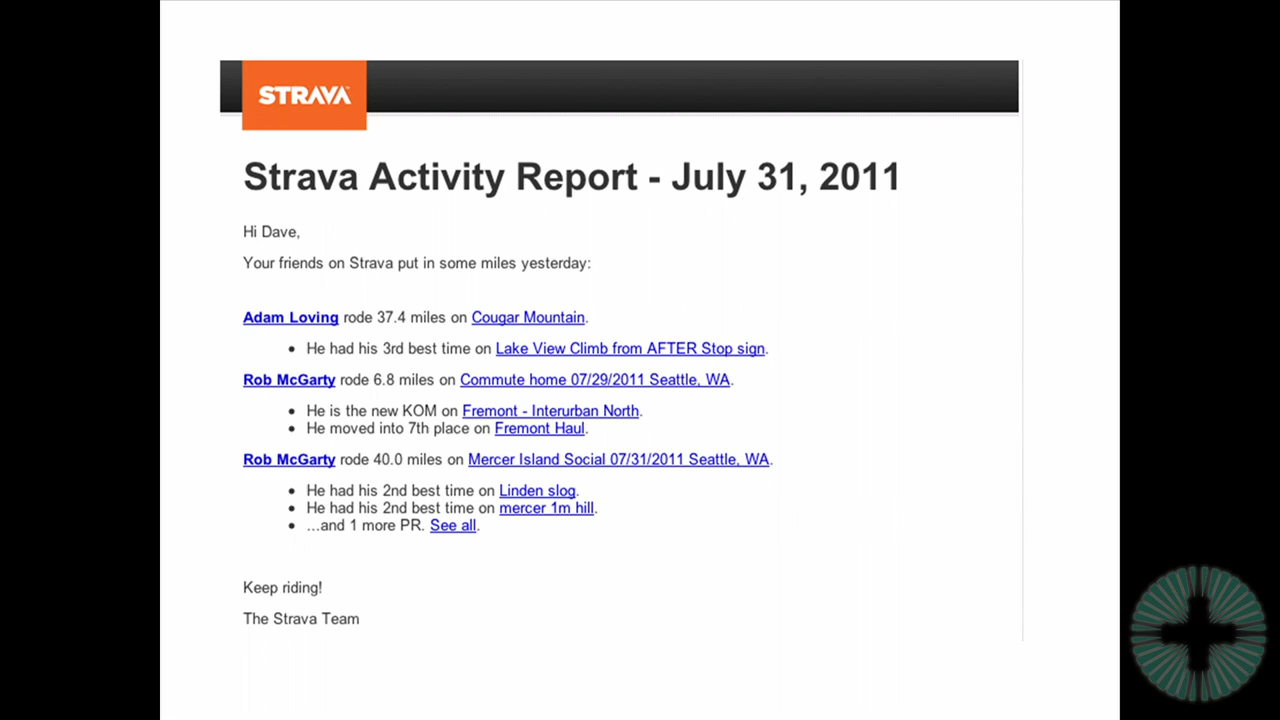 STRAVA
Strava Activity Report - July 31, 2011
Hi Dave,
Your friends on Strava put in some miles yesterday:
Adam Loving rode 37.4 miles on Cougar Mountain.
• He had his 3rd best time on Lake View Climb from AFTER Stop sign.
Rob McGarty rode 6.8 miles on Commute home 07/29/2011 Seattle, WA.
• He is the new KOM on Fremont - Interurban North.
• He moved into 7th place on Fremont Haul.
Rob McGarty rode 40.0 miles on Mercer Island Social 07/31/2011 Seattle, WA.
• He had his 2nd best time on Linden slog.
• He had his 2nd best time on mercer 1m hill.
• ...and 1 more PR. See all.
Keep riding!
The Strava Team